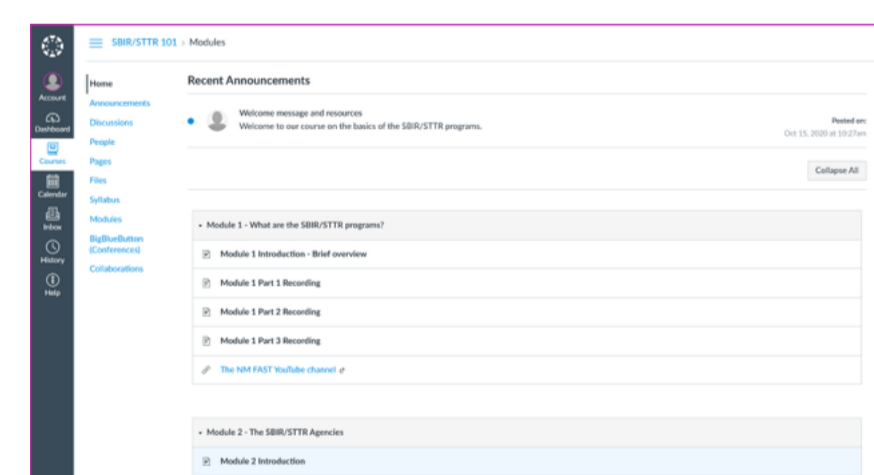 SBIR/STTR 101 › Modules
Account
Dashboard
Courses
Calendar
Inbox
History
Help
Home
Announcements
Discussions
People
Pages
Files
Syllabus
Modules
BigBlueButton
(Conferences)
Collaborations
Recent Announcements
Welcome message and resources
Welcome to our course on the basics of the SBIR/STTR programs.
Posted on:
Oct 15, 2020 at 10:27am
Collapse All
Module 1 - What are the SBIR/STTR programs?
Module 1 Introduction - Brief overview
Module 1 Part 1 Recording
Module 1 Part 2 Recording
Module 1 Part 3 Recording
The NM FAST YouTube channel
Module 2 - The SBIR/STTR Agencies
Module 2 Introduction